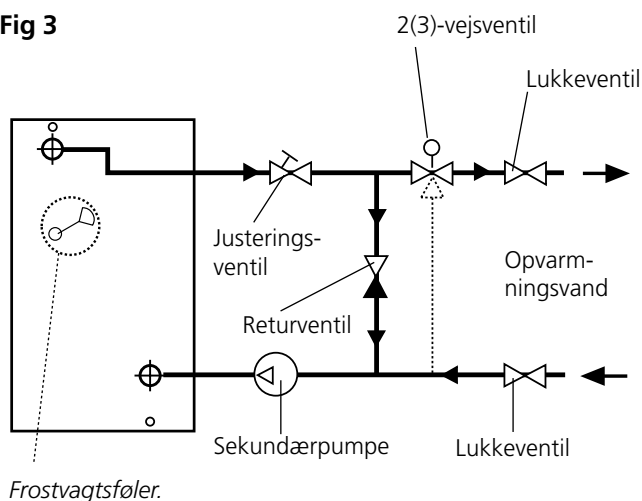 Fig 3
2(3)-vejsventil
Lukkeventil
Justerings-
ventil
Opvarm-
ningsvand
Returventil
Sekundærpumpe
Lukkeventil
Frostvagtsføler.